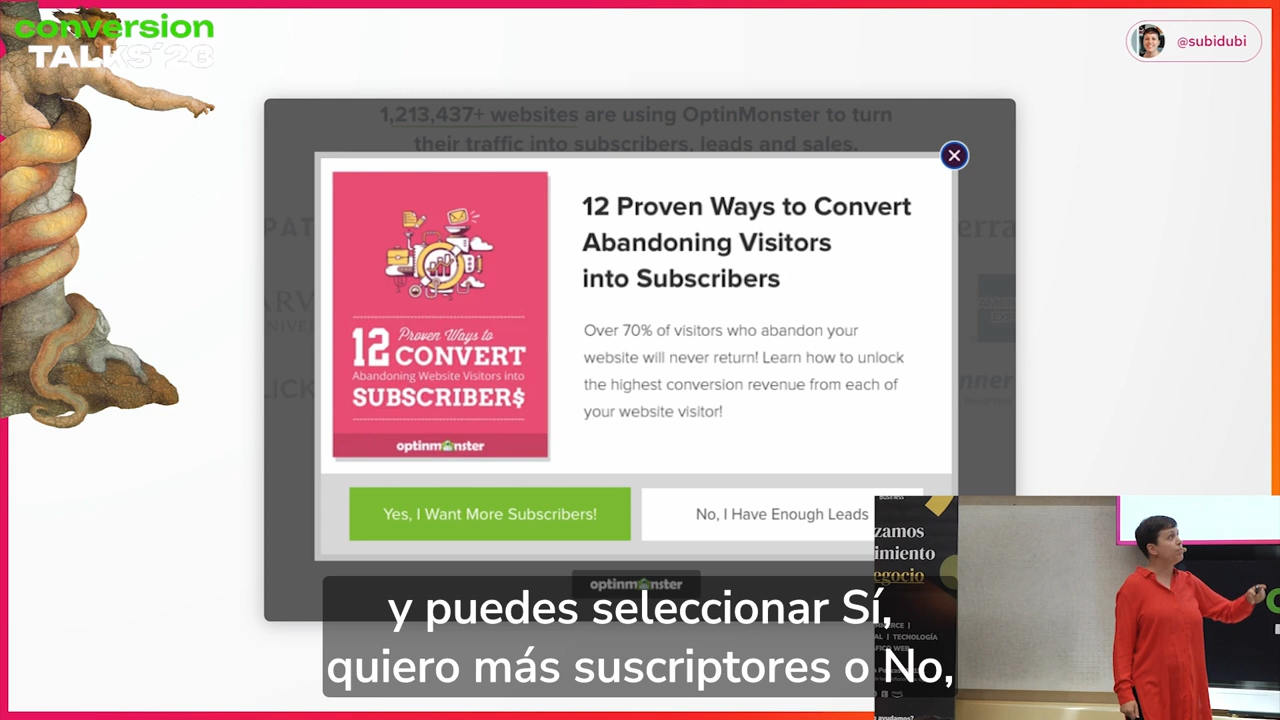 conversion
TALKS'23
@subidubi
1,213,437+ websites are using OptinMonster to turn
their traffic into subscribers, leads and sales.
12 Proven Ways to Convert
Abandoning Visitors
into Subscribers
Over 70% of visitors who abandon your
website will never return! Learn how to unlock
the highest conversion revenue from each of
your website visitor!
12 Proven Ways to
CONVERT
Abandoning Website Visitors into
SUBSCRIBER$
optinmonster
Yes, I Want More Subscribers!
No, I Have Enough Leads
optinmonster
y puedes seleccionar Sí,
quiero más suscriptores o No,
BUSINESS
zamos
imiento
egocio
MERCE |
AL | TECNOLOGÍA